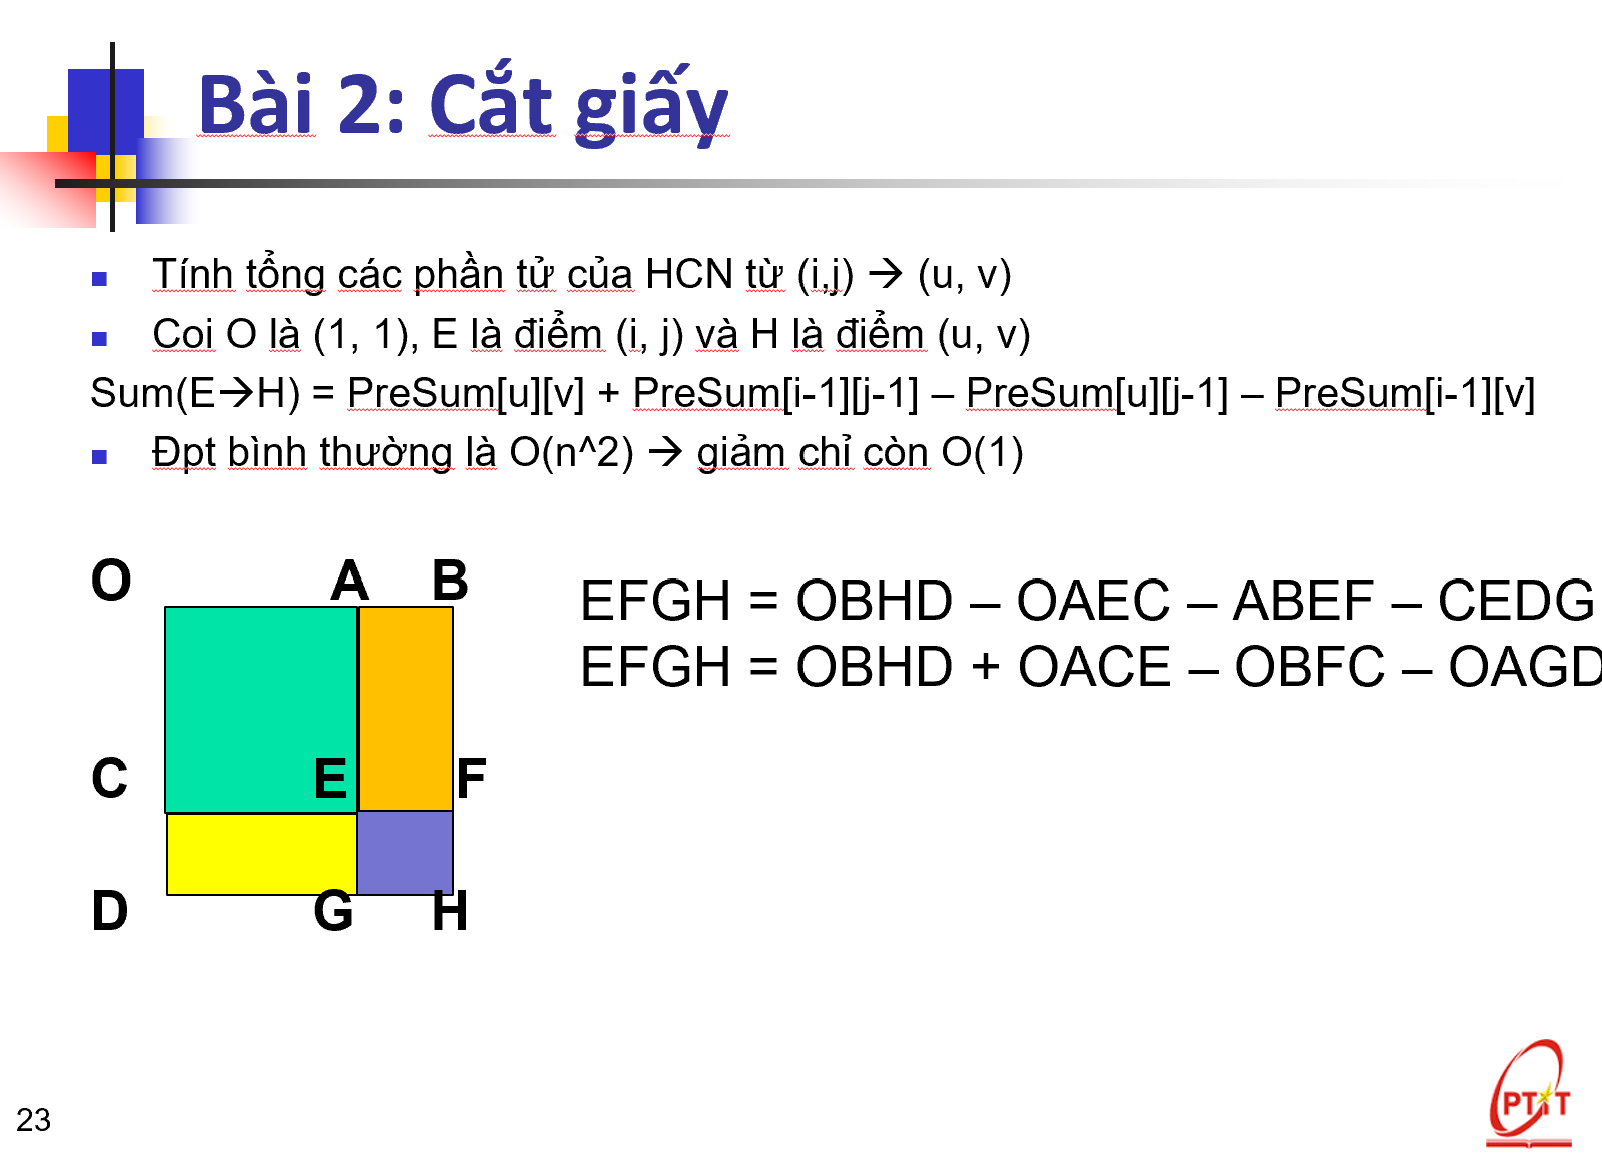 Bài 2: Cắt giấy
Tính tổng các phần tử của HCN từ (i,j) → (u, v)
Coi O là (1, 1), E là điểm (i, j) và H là điểm (u, v)
Sum(E→H) = PreSum[u][v] + PreSum[i-1][j-1] – PreSum[u][j-1] – PreSum[i-1][v]
Đpt bình thường là O(n^2) → giảm chỉ còn O(1)
O A B
EFGH = OBHD – OAEC – ABEF – CEDG
EFGH = OBHD + OACE – OBFC – OAGD
C E F
D G H
PTIT
23